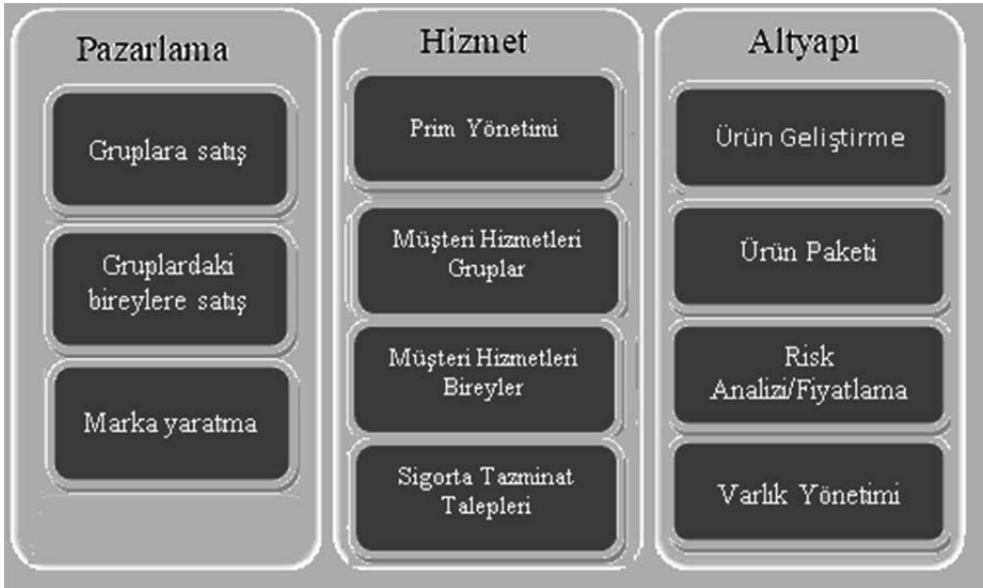 Pazarlama
Gruplara satış
Gruplardaki
bireylere satış
Marka yaratma
Hizmet
Prim Yönetimi
Müşteri Hizmetleri
Gruplar
Müşteri Hizmetleri
Bireyler
Sigorta Tazminat
Talepleri
Altyapı
Ürün Geliştirme
Ürün Paketi
Risk
Analizi/Fiyatlama
Varlık Yönetimi